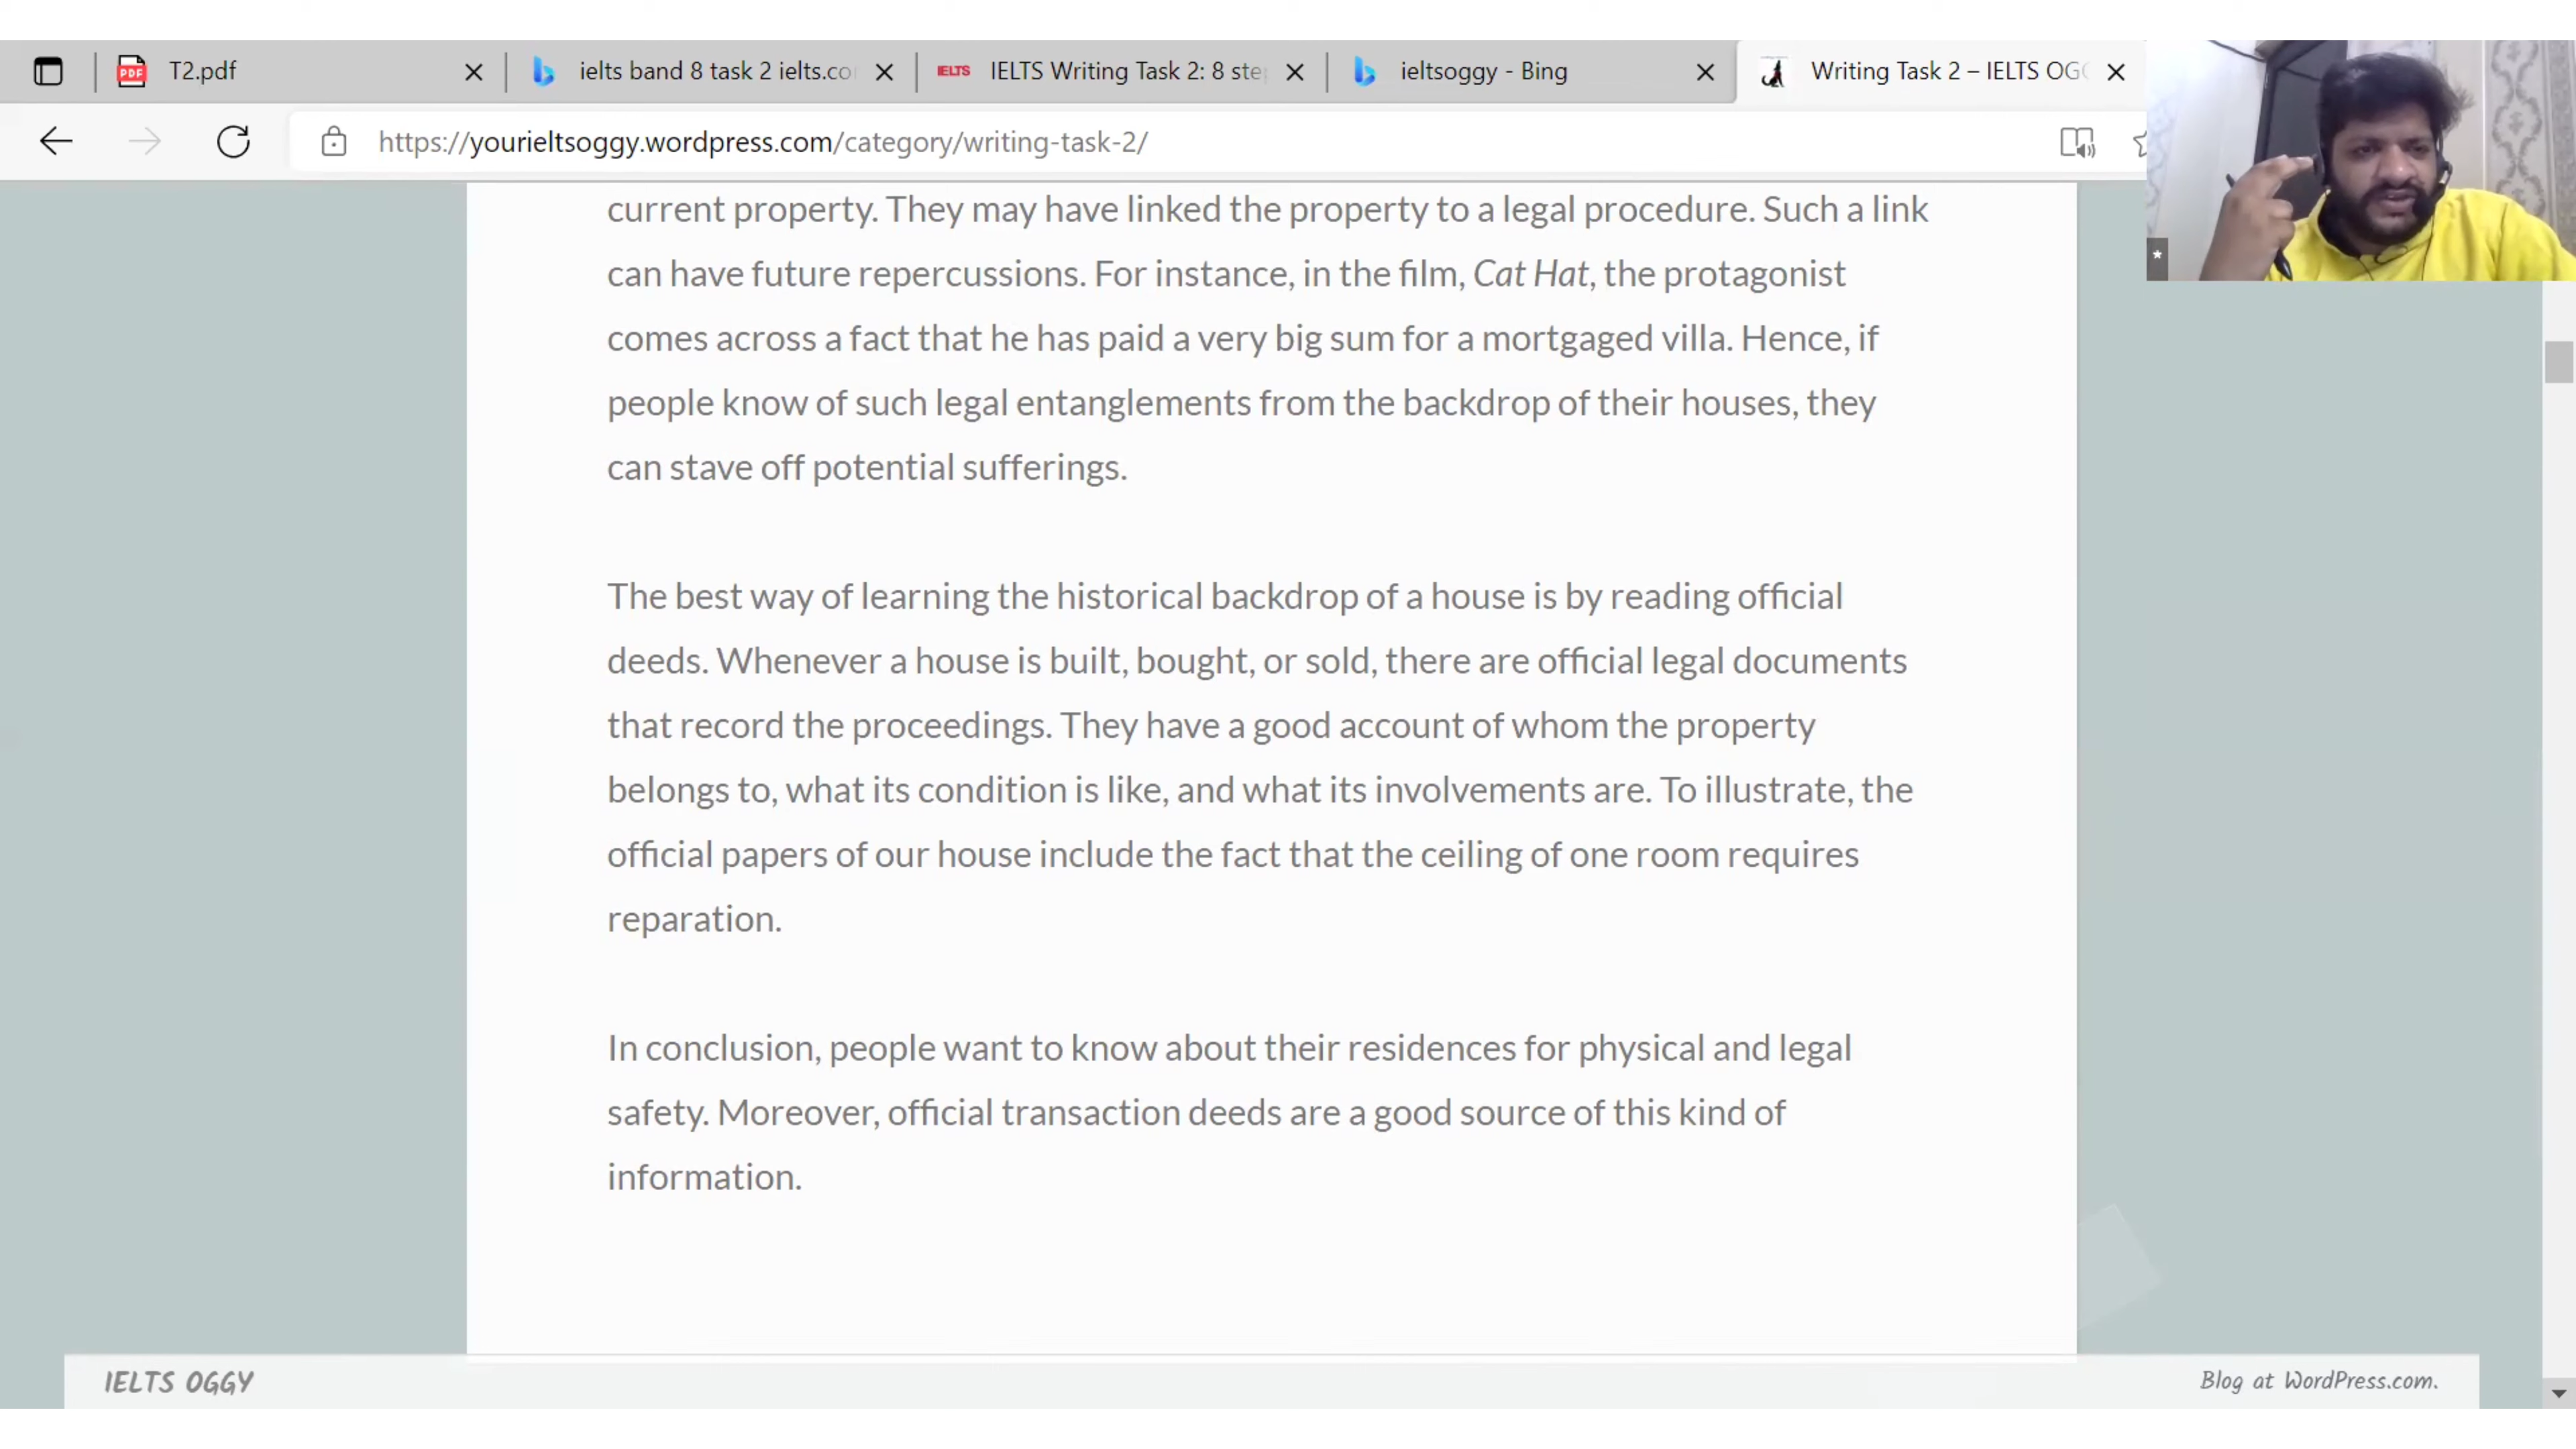 T2.pdf
ielts band 8 task 2 ielts.co
IELTS IELTS Writing Task 2: 8 ste
ieltsoggy - Bing
Writing Task 2 – IELTS OGG
https://yourieltsoggy.wordpress.com/category/writing-task-2/
current property. They may have linked the property to a legal procedure. Such a link
can have future repercussions. For instance, in the film, Cat Hat, the protagonist
comes across a fact that he has paid a very big sum for a mortgaged villa. Hence, if
people know of such legal entanglements from the backdrop of their houses, they
can stave off potential sufferings.
The best way of learning the historical backdrop of a house is by reading official
deeds. Whenever a house is built, bought, or sold, there are official legal documents
that record the proceedings. They have a good account of whom the property
belongs to, what its condition is like, and what its involvements are. To illustrate, the
official papers of our house include the fact that the ceiling of one room requires
reparation.
In conclusion, people want to know about their residences for physical and legal
safety. Moreover, official transaction deeds are a good source of this kind of
information.
IELTS OGGY
Blog at WordPress.com.